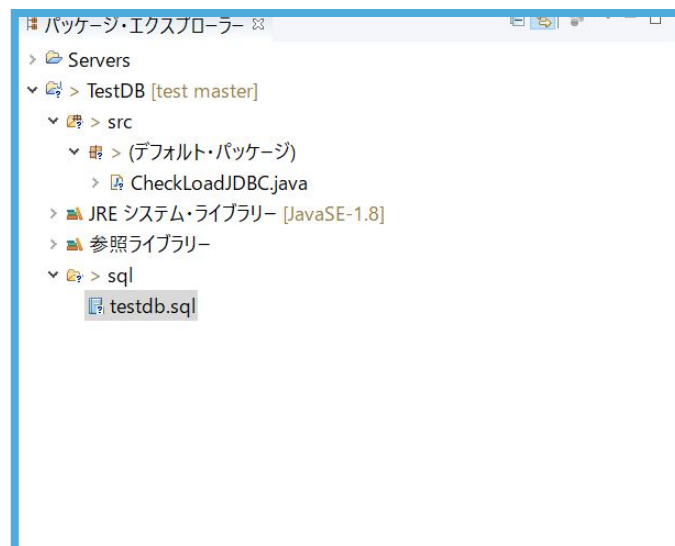 パッケージ・エクスプローラー
Servers
> TestDB [test master]
> src
> (デフォルト・パッケージ)
CheckLoadJDBC.java
JRE システム・ライブラリー [JavaSE-1.8]
参照ライブラリー
> sql
testdb.sql